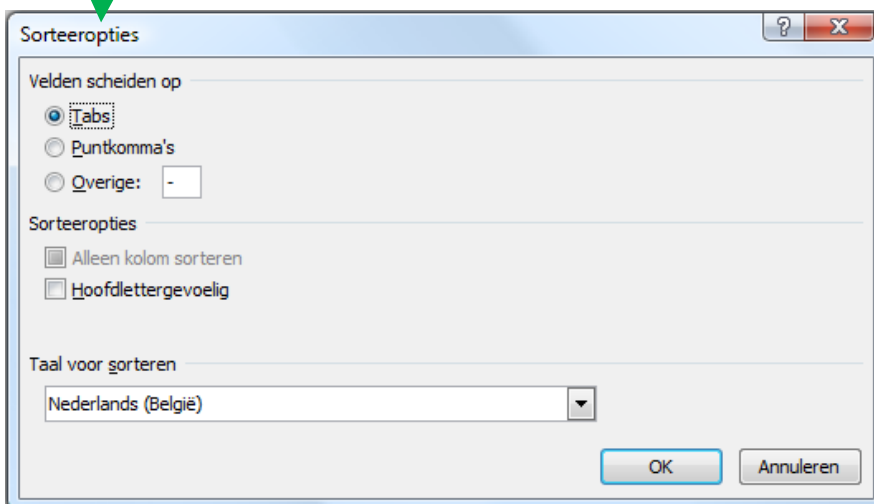 Sorteeropties
Velden scheiden op
Tabs
Puntkomma's
Overige: -
Sorteeropties
Alleen kolom sorteren
Hoofdlettergevoelig
Taal voor sorteren
Nederlands (België)
OK Annuleren